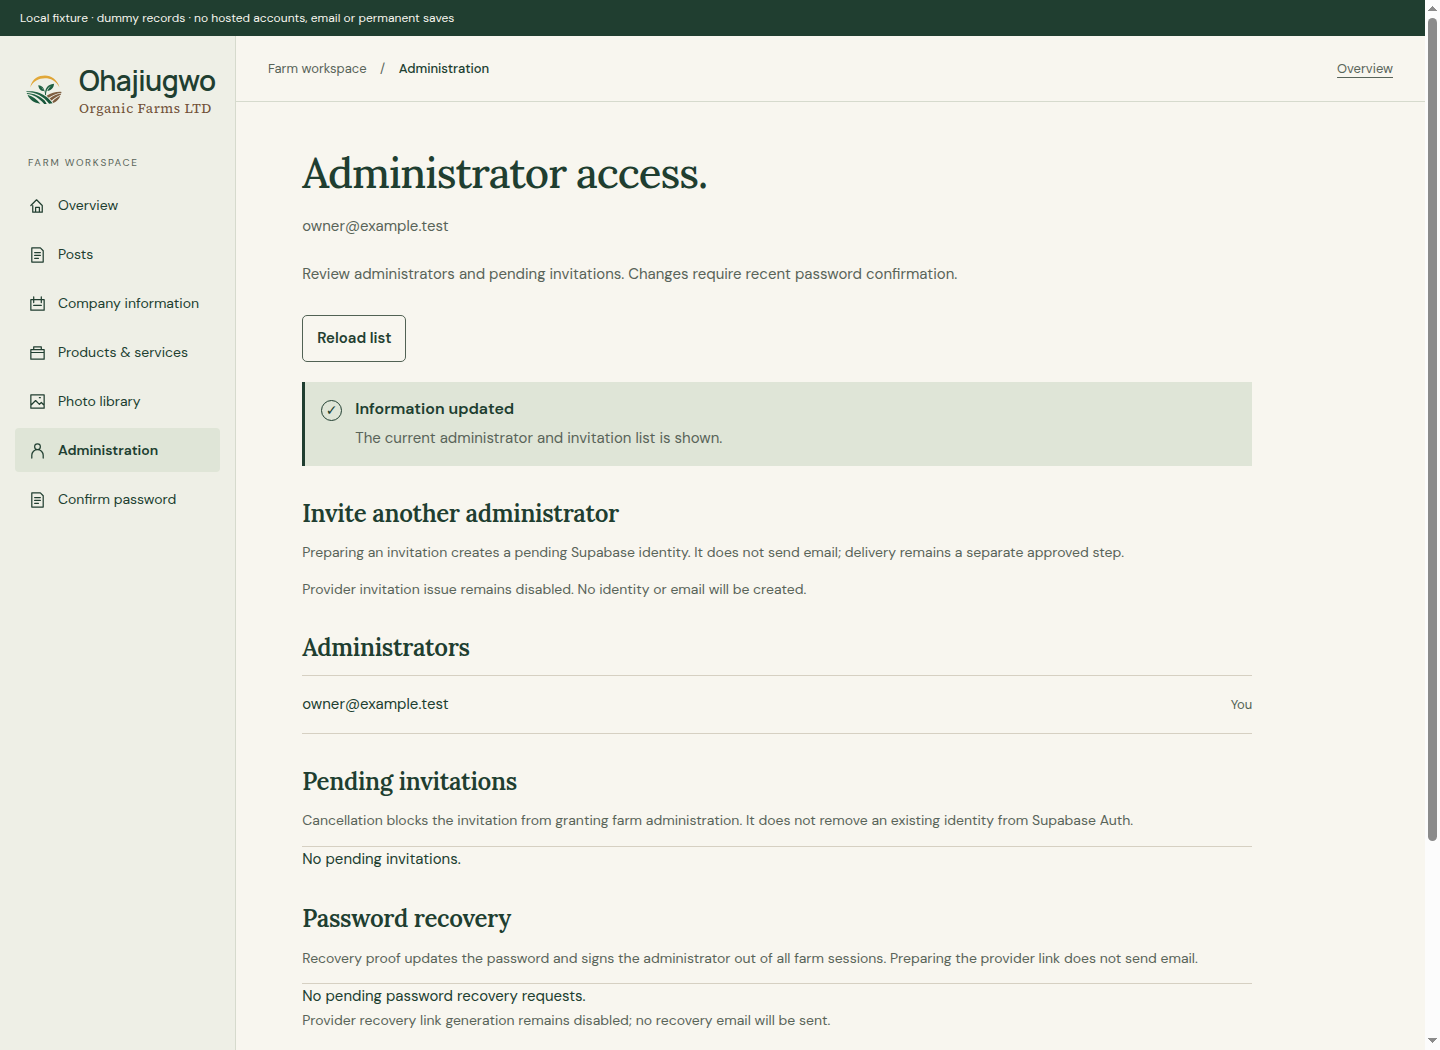 Local fixture · dummy records · no hosted accounts, email or permanent saves
Ohajiugwo
Organic Farms LTD
FARM WORKSPACE
Overview
Posts
Company information
Products & services
Photo library
Administration
Confirm password
Farm workspace / Administration
Overview
Administrator access.
owner@example.test
Review administrators and pending invitations. Changes require recent password confirmation.
Reload list
Information updated
The current administrator and invitation list is shown.
Invite another administrator
Preparing an invitation creates a pending Supabase identity. It does not send email; delivery remains a separate approved step.
Provider invitation issue remains disabled. No identity or email will be created.
Administrators
owner@example.test You
Pending invitations
Cancellation blocks the invitation from granting farm administration. It does not remove an existing identity from Supabase Auth.
No pending invitations.
Password recovery
Recovery proof updates the password and signs the administrator out of all farm sessions. Preparing the provider link does not send email.
No pending password recovery requests.
Provider recovery link generation remains disabled; no recovery email will be sent.